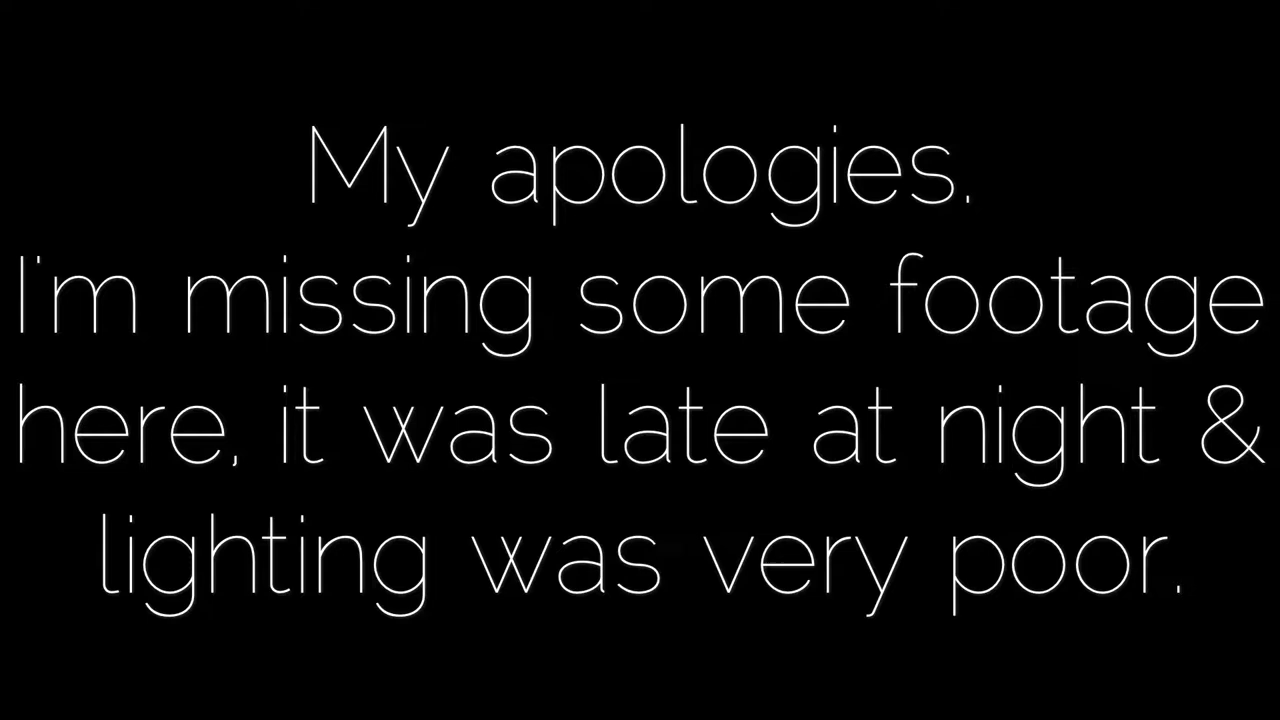 My apologies.
I'm missing some footage
here, it was late at night &
lighting was very poor.